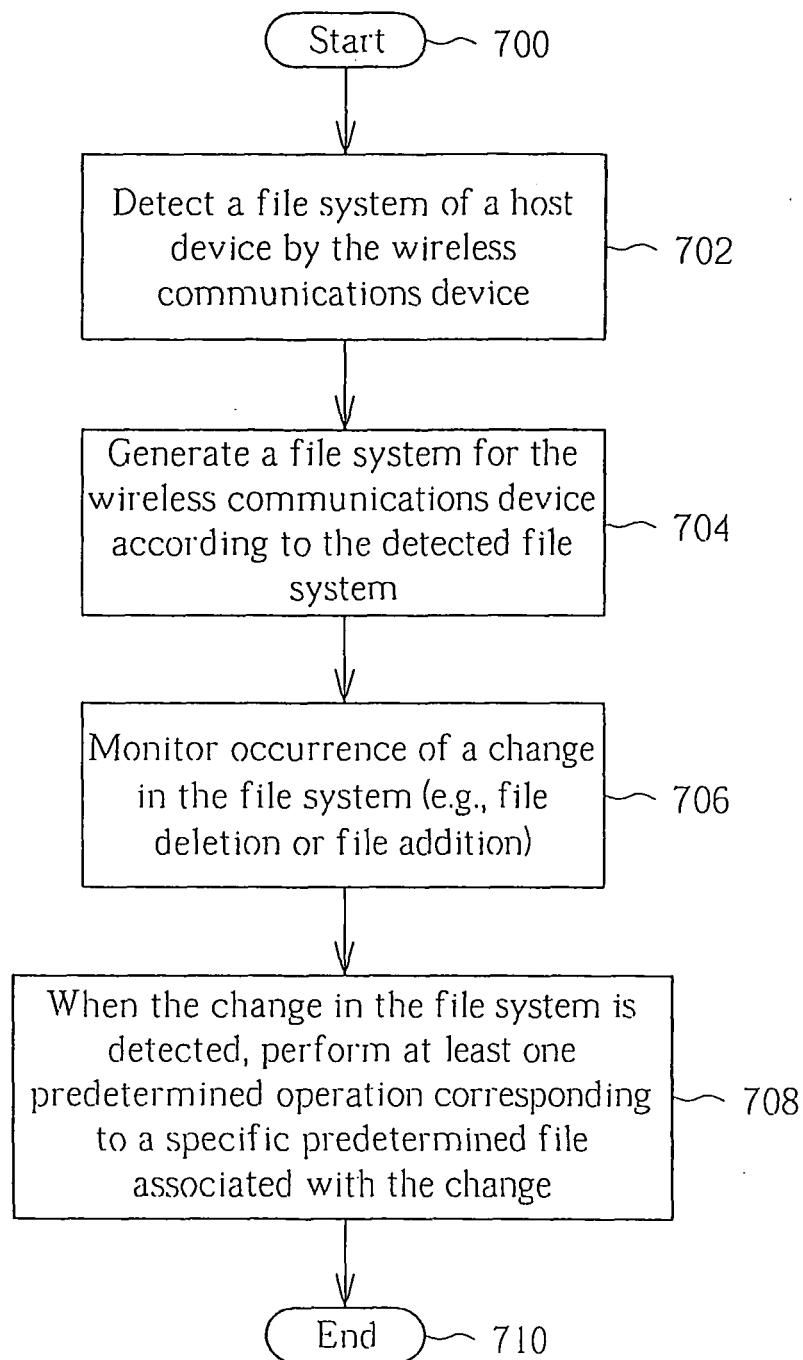 Start
700
Detect a file system of a host
device by the wireless
communications device
702
Generate a file system for the
wireless communications device
according to the detected file
system
704
Monitor occurrence of a change
in the file system (e.g., file
deletion or file addition)
706
When the change in the file system is
detected, perform at least one
predetermined operation corresponding
to a specific predetermined file
associated with the change
708
End
710